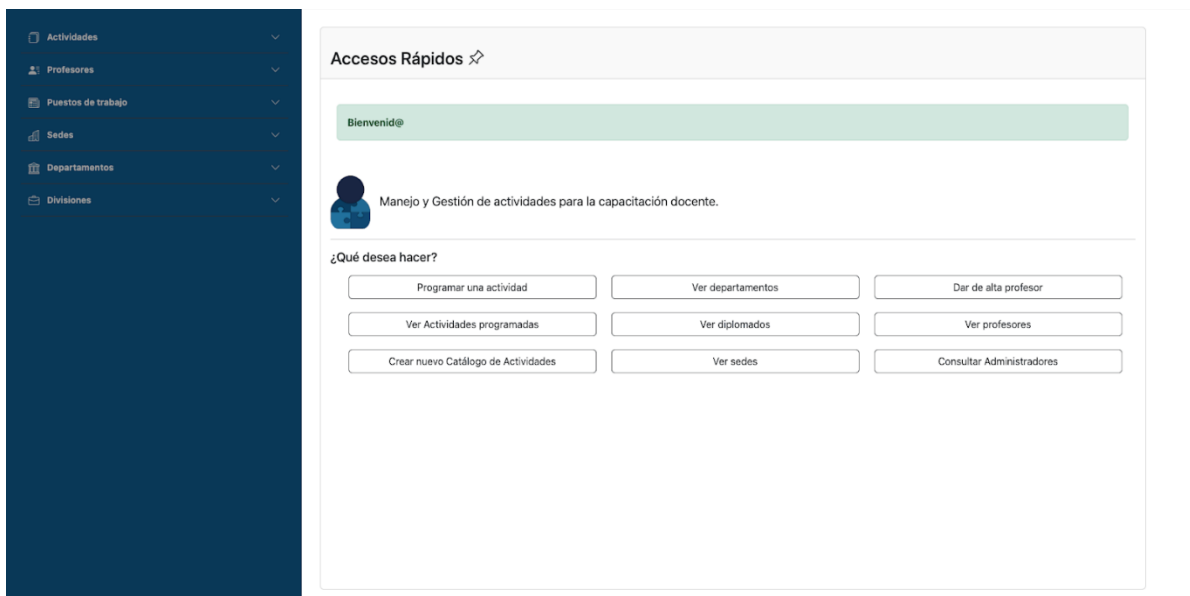 Actividades
Profesores
Puestos de trabajo
Sedes
Departamentos
Divisiones
Accesos Rápidos
Bienvenid@
Manejo y Gestión de actividades para la capacitación docente.
¿Qué desea hacer?
Programar una actividad
Ver departamentos
Dar de alta profesor
Ver Actividades programadas
Ver diplomados
Ver profesores
Crear nuevo Catálogo de Actividades
Ver sedes
Consultar Administradores